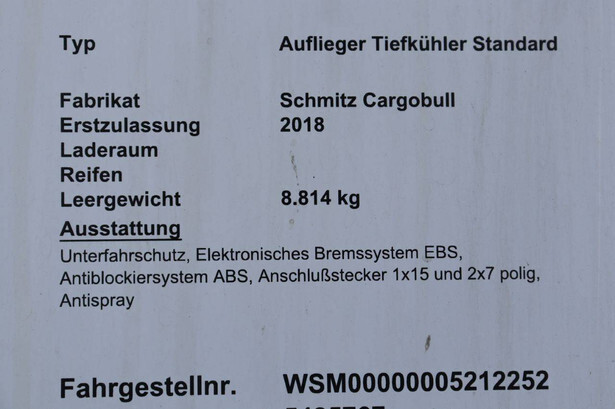 Typ Auflieger Tiefkühler Standard
Fabrikat Schmitz Cargobull
Erstzulassung 2018
Laderaum
Reifen
Leergewicht 8.814 kg
Ausstattung
Unterfahrschutz, Elektronisches Bremssystem EBS,
Antiblockiersystem ABS, Anschlußstecker 1x15 und 2x7 polig,
Antispray
Fahrgestellnr. WSM00000005212252